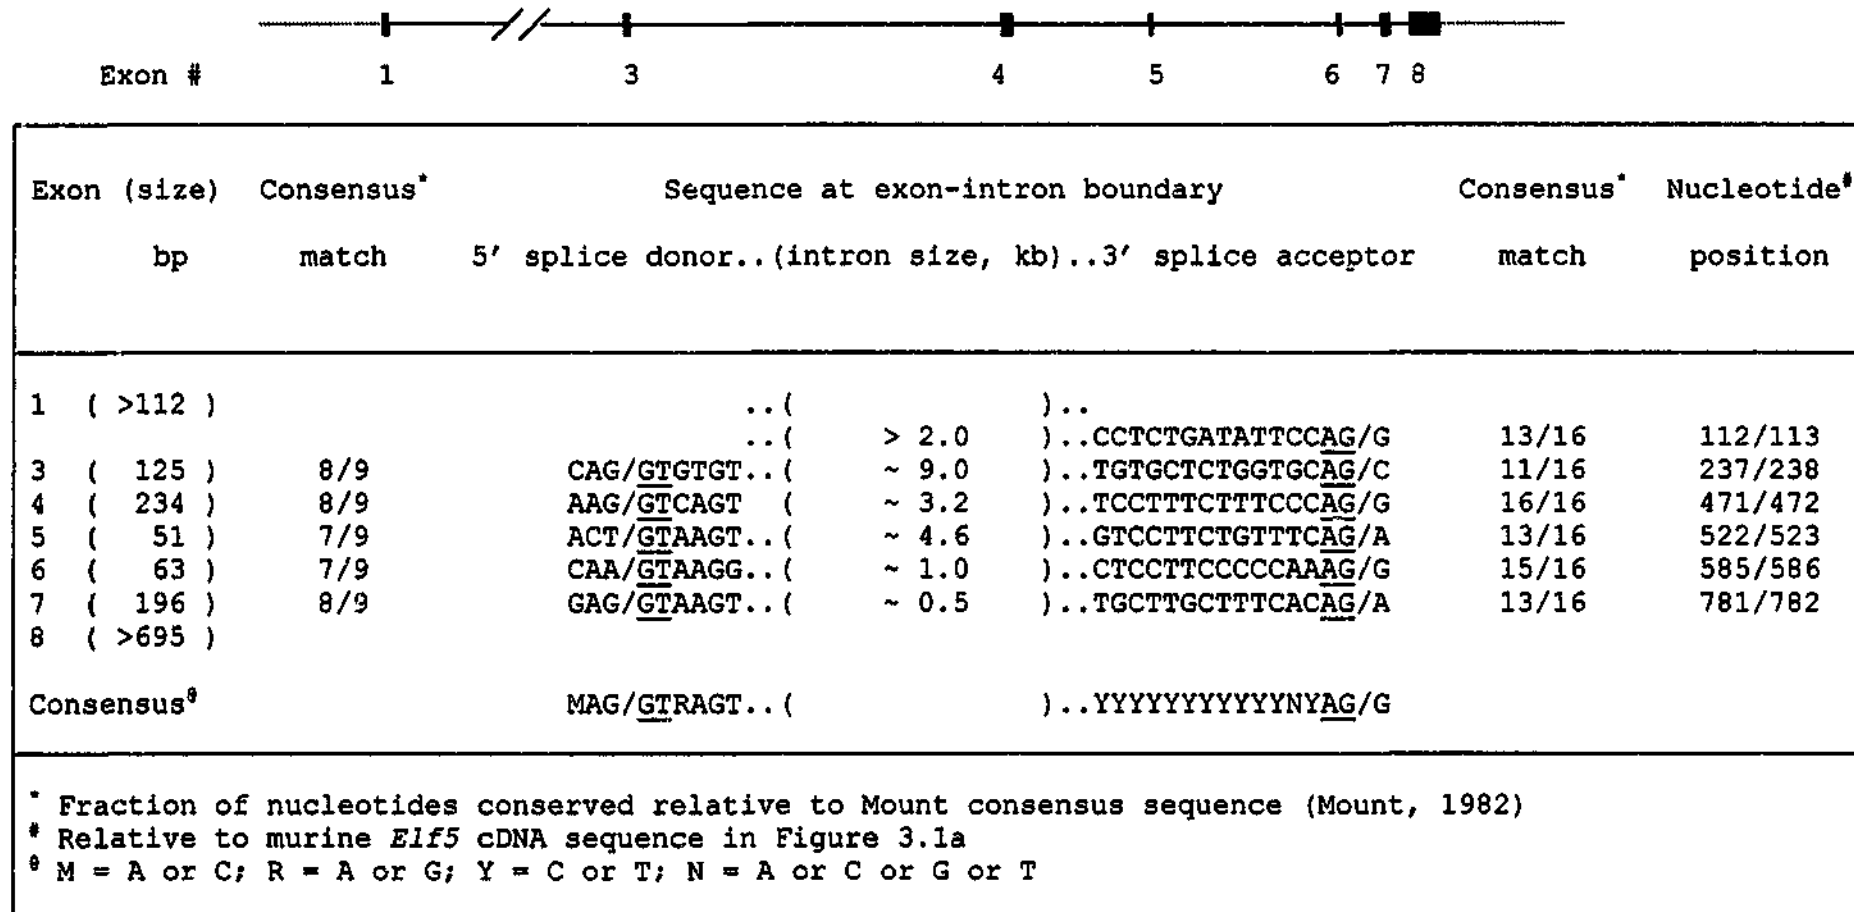 Exon # 1 3 4 5 6 7 8
Exon (size) Consensus* Sequence at exon-intron boundary Consensus* Nucleotide#
bp match 5' splice donor..(intron size, kb)..3' splice acceptor match position
1 ( >112 ) ..( )..
..( > 2.0 )..CCTCTGATATTCCAG/G 13/16 112/113
3 ( 125 ) 8/9 CAG/GTGTGT..( ~ 9.0 )..TGTGCTCTGGTGCAG/C 11/16 237/238
4 ( 234 ) 8/9 AAG/GTCAGT ( ~ 3.2 )..TCCTTTCTTTCCCAG/G 16/16 471/472
5 ( 51 ) 7/9 ACT/GTAAGT..( ~ 4.6 )..GTCCTTCTGTTTCAG/A 13/16 522/523
6 ( 63 ) 7/9 CAA/GTAAGG..( ~ 1.0 )..CTCCTTCCCCCAAAG/G 15/16 585/586
7 ( 196 ) 8/9 GAG/GTAAGT..( ~ 0.5 )..TGCTTGCTTTCACAG/A 13/16 781/782
8 ( >695 )
Consensus@ MAG/GTRAGT..( )..YYYYYYYYYYYNYAG/G
* Fraction of nucleotides conserved relative to Mount consensus sequence (Mount, 1982)
# Relative to murine Elf5 cDNA sequence in Figure 3.1a
@ M = A or C; R = A or G; Y = C or T; N = A or C or G or T